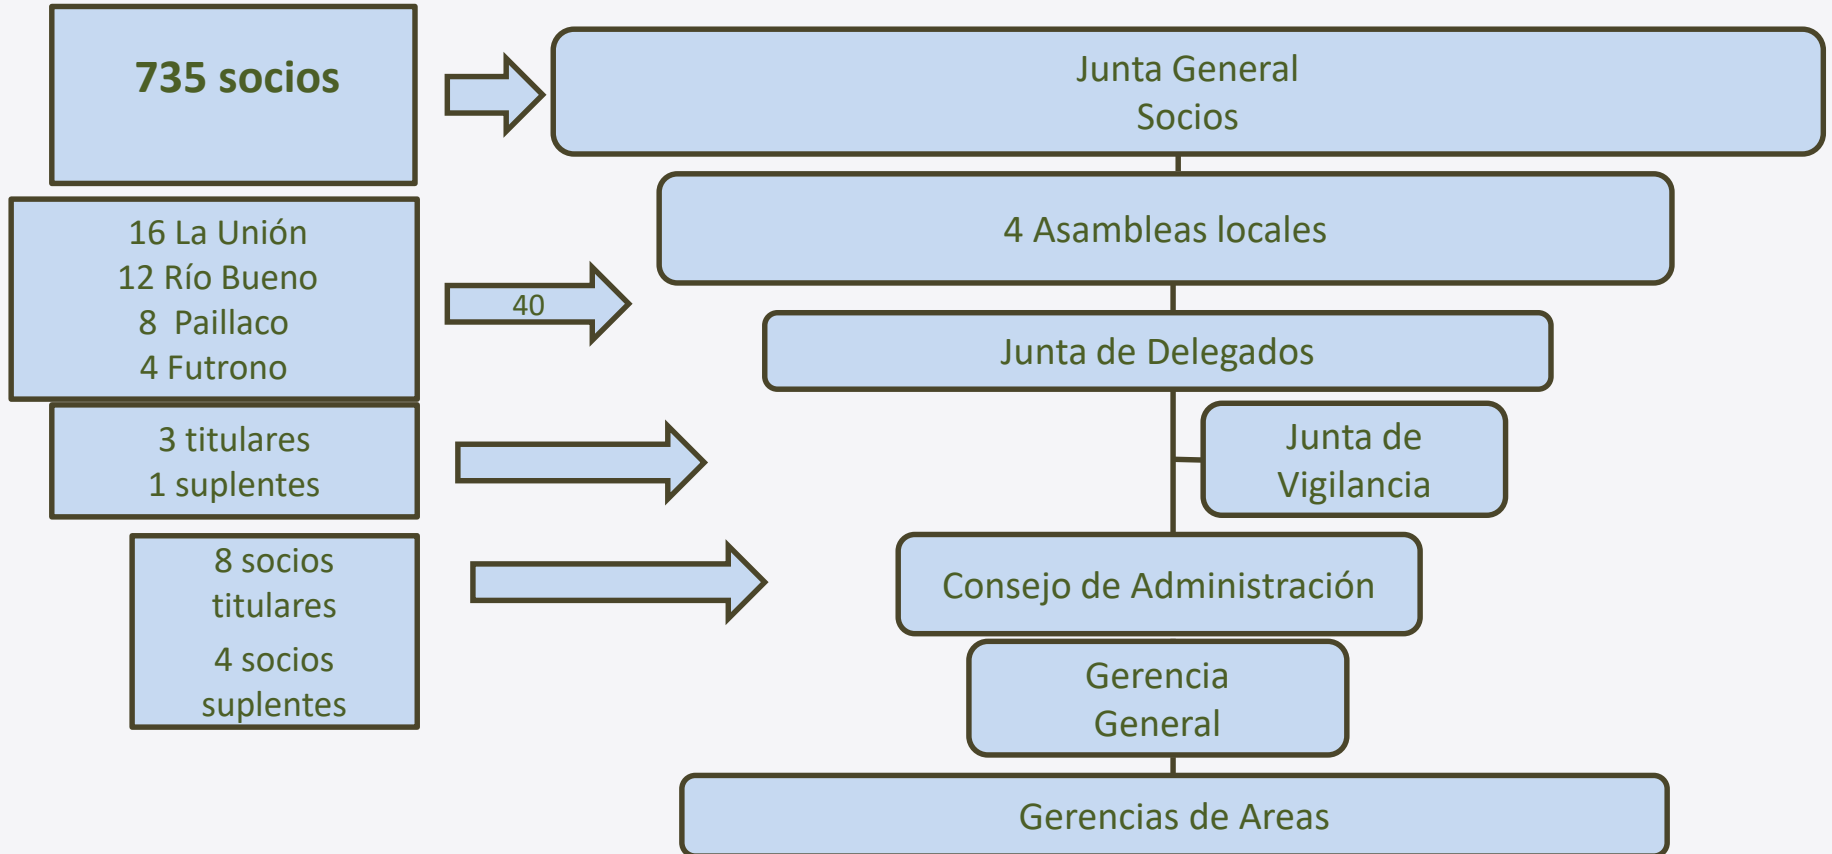 735 socios
Junta General
Socios
16 La Unión
12 Río Bueno
8 Paillaco
4 Futrono
40
4 Asambleas locales
Junta de Delegados
3 titulares
1 suplentes
Junta de
Vigilancia
8 socios
titulares
4 socios
suplentes
Consejo de Administración
Gerencia
General
Gerencias de Areas